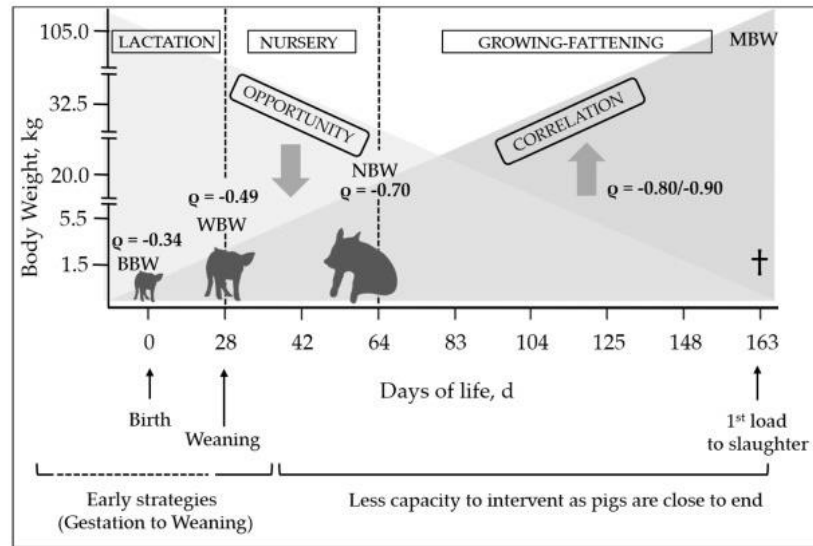 105.0
32.5
20.0
5.5
1.5
Body Weight, kg
LACTATION
NURSERY
GROWING-FATTENING
MBW
OPPORTUNITY
CORRELATION
ϱ = -0.34
BBW
ϱ = -0.49
WBW
NBW
ϱ = -0.70
ϱ = -0.80/-0.90
†
0 28 42 64 83 104 125 148 163
Days of life, d
Birth
Weaning
1st load
to slaughter
Early strategies
(Gestation to Weaning)
Less capacity to intervent as pigs are close to end